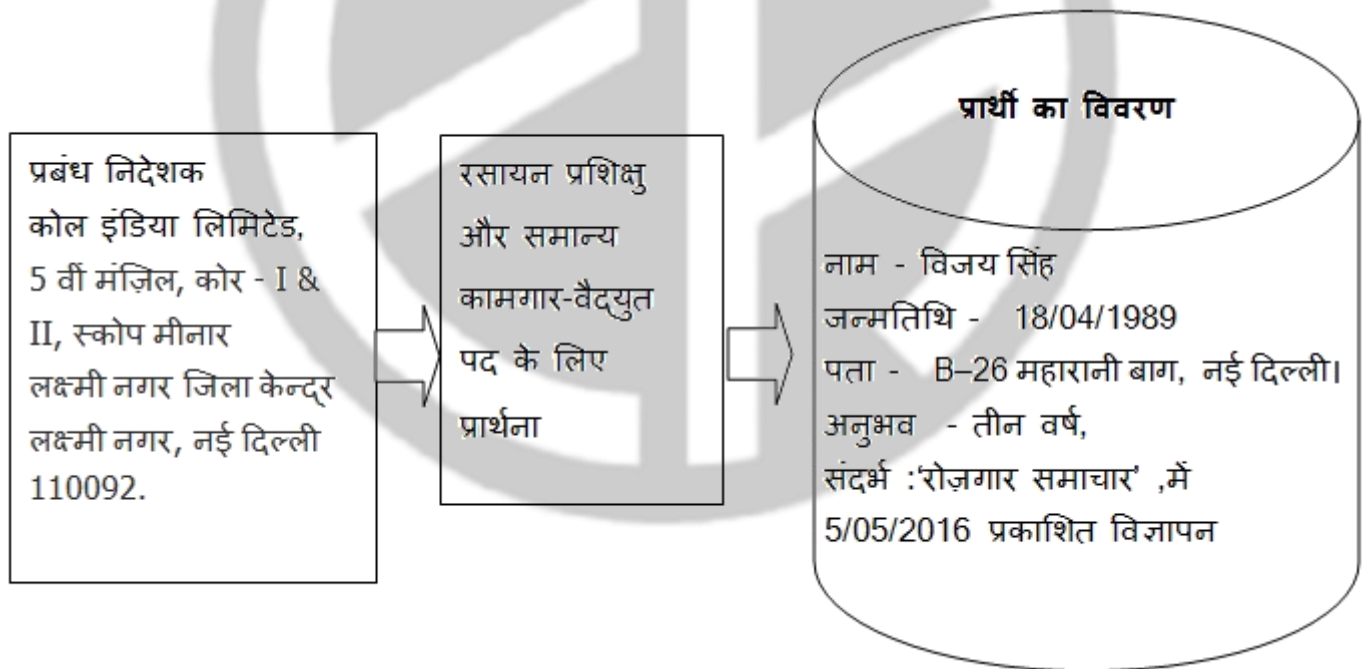 प्रबंध निदेशक
कोल इंडिया लिमिटेड,
5 वीं मंज़िल, कोर - I &
II, स्कोप मीनार
लक्ष्मी नगर जिला केन्द्र
लक्ष्मी नगर, नई दिल्ली
110092.
रसायन प्रशिक्षु
और समान्य
कामगार-वैद्युत
पद के लिए
प्रार्थना
प्रार्थी का विवरण
नाम - विजय सिंह
जन्मतिथि - 18/04/1989
पता - B–26 महारानी बाग, नई दिल्ली।
अनुभव - तीन वर्ष,
संदर्भ :‘रोज़गार समाचार’ ,में
5/05/2016 प्रकाशित विज्ञापन